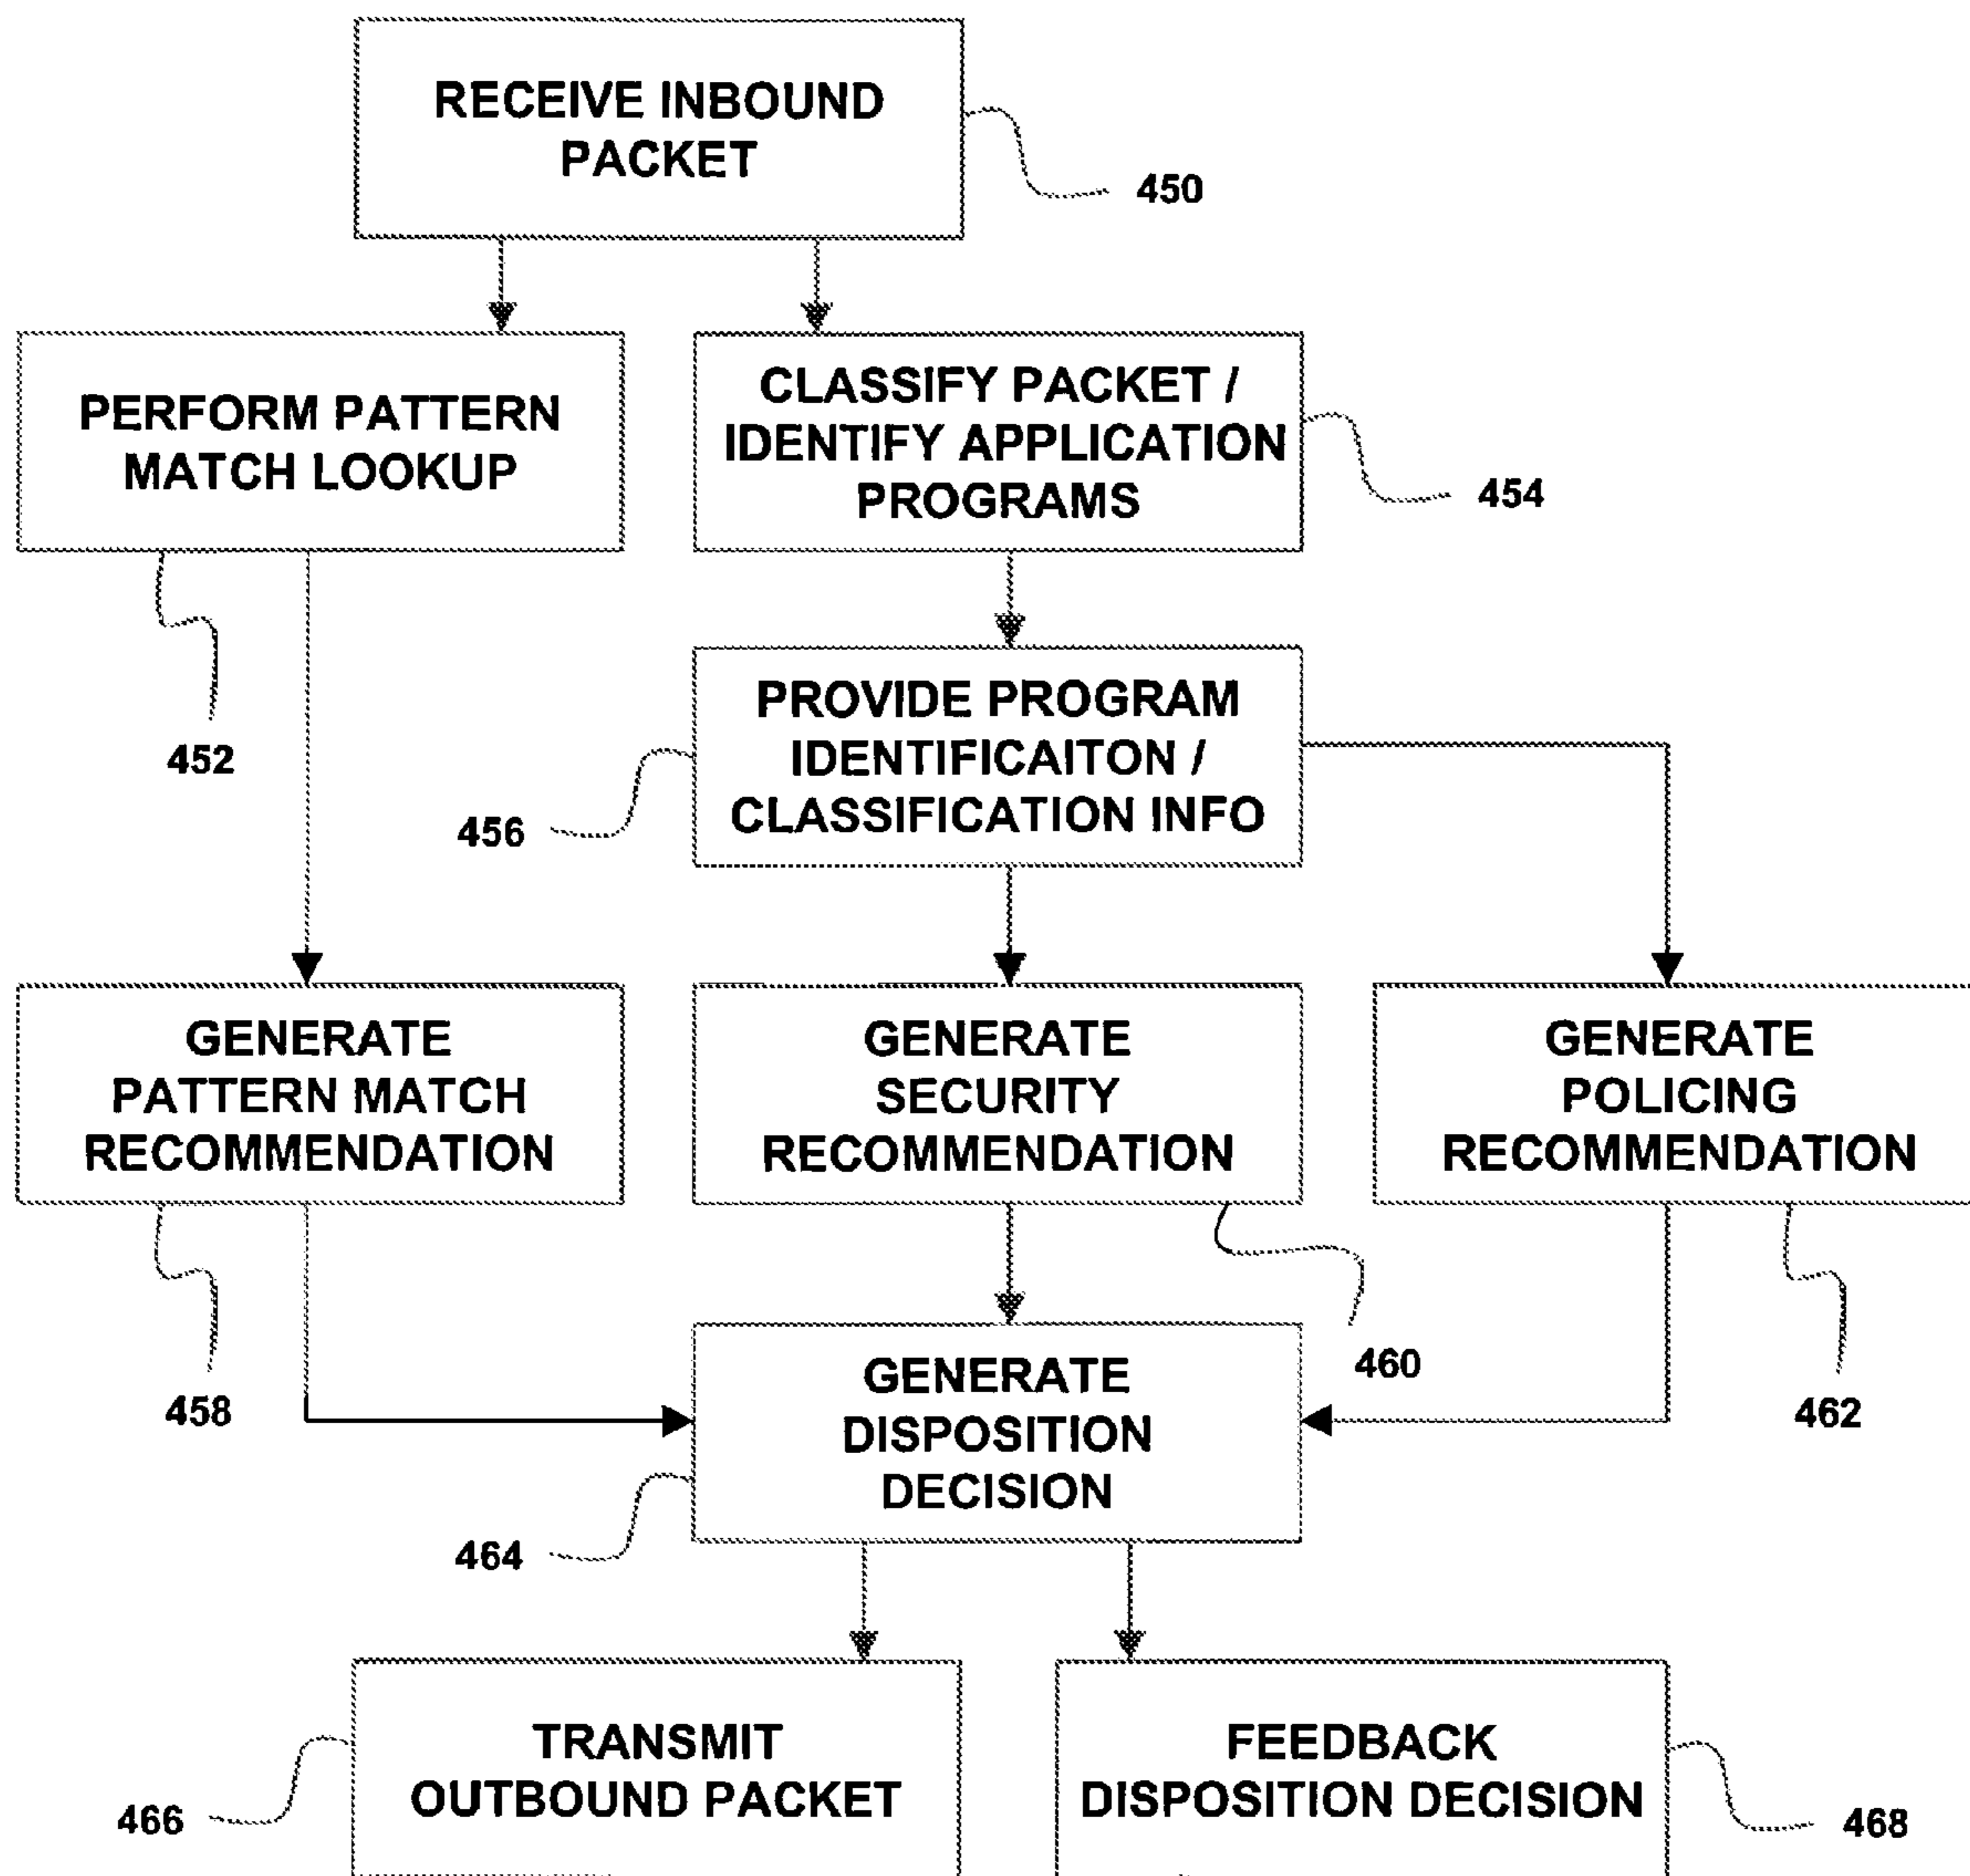 RECEIVE INBOUND
PACKET
450
PERFORM PATTERN
MATCH LOOKUP
452
CLASSIFY PACKET /
IDENTIFY APPLICATION
PROGRAMS
454
PROVIDE PROGRAM
IDENTIFICAITON /
CLASSIFICATION INFO
456
GENERATE
PATTERN MATCH
RECOMMENDATION
458
GENERATE
SECURITY
RECOMMENDATION
460
GENERATE
POLICING
RECOMMENDATION
462
GENERATE
DISPOSITION
DECISION
464
TRANSMIT
OUTBOUND PACKET
466
FEEDBACK
DISPOSITION DECISION
468